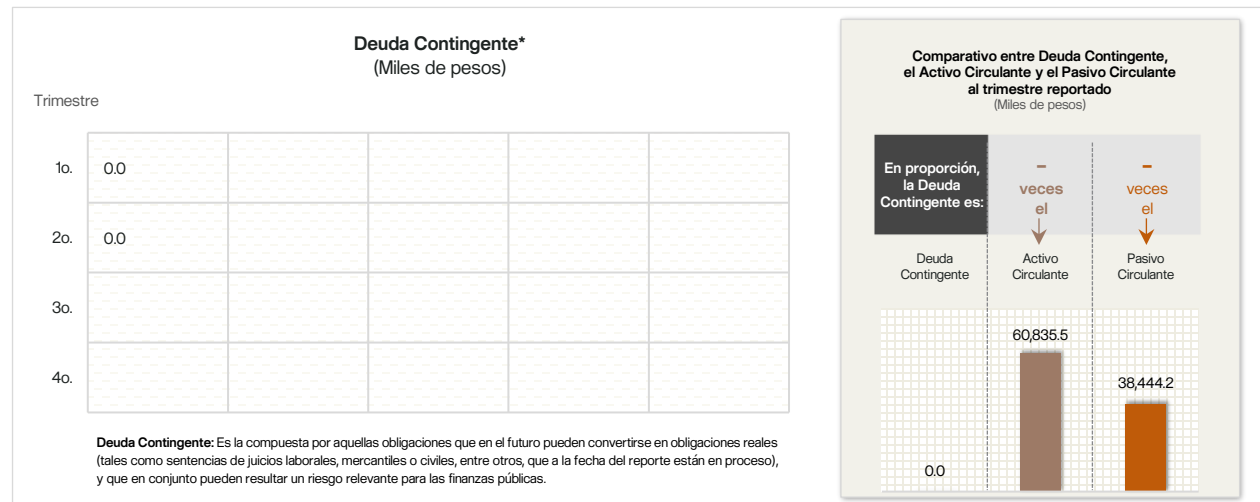 Deuda Contingente*
(Miles de pesos)
Trimestre
1o. 0.0
2o. 0.0
3o.
4o.
Deuda Contingente: Es la compuesta por aquellas obligaciones que en el futuro pueden convertirse en obligaciones reales
(tales como sentencias de juicios laborales, mercantiles o civiles, entre otros, que a la fecha del reporte están en proceso),
y que en conjunto pueden resultar un riesgo relevante para las finanzas públicas.
Comparativo entre Deuda Contingente,
el Activo Circulante y el Pasivo Circulante
al trimestre reportado
(Miles de pesos)
En proporción,
la Deuda
Contingente es:
–
veces
el
–
veces
el
Deuda
Contingente
Activo
Circulante
Pasivo
Circulante
0.0
60,835.5
38,444.2